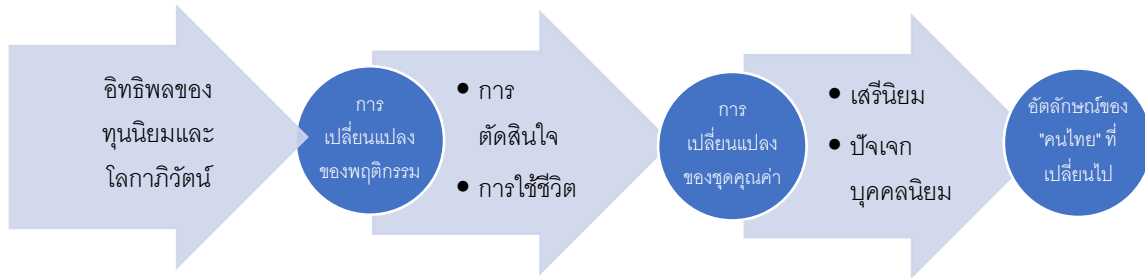 อิทธิพลของ
ทุนนิยมและ
โลกาภิวัตน์
การ
เปลี่ยนแปลง
ของพฤติกรรม
• การ
ตัดสินใจ
• การใช้ชีวิต
การ
เปลี่ยนแปลง
ของชุดคุณค่า
• เสรีนิยม
• ปัจเจก
บุคคลนิยม
อัตลักษณ์ของ
"คนไทย" ที่
เปลี่ยนไป